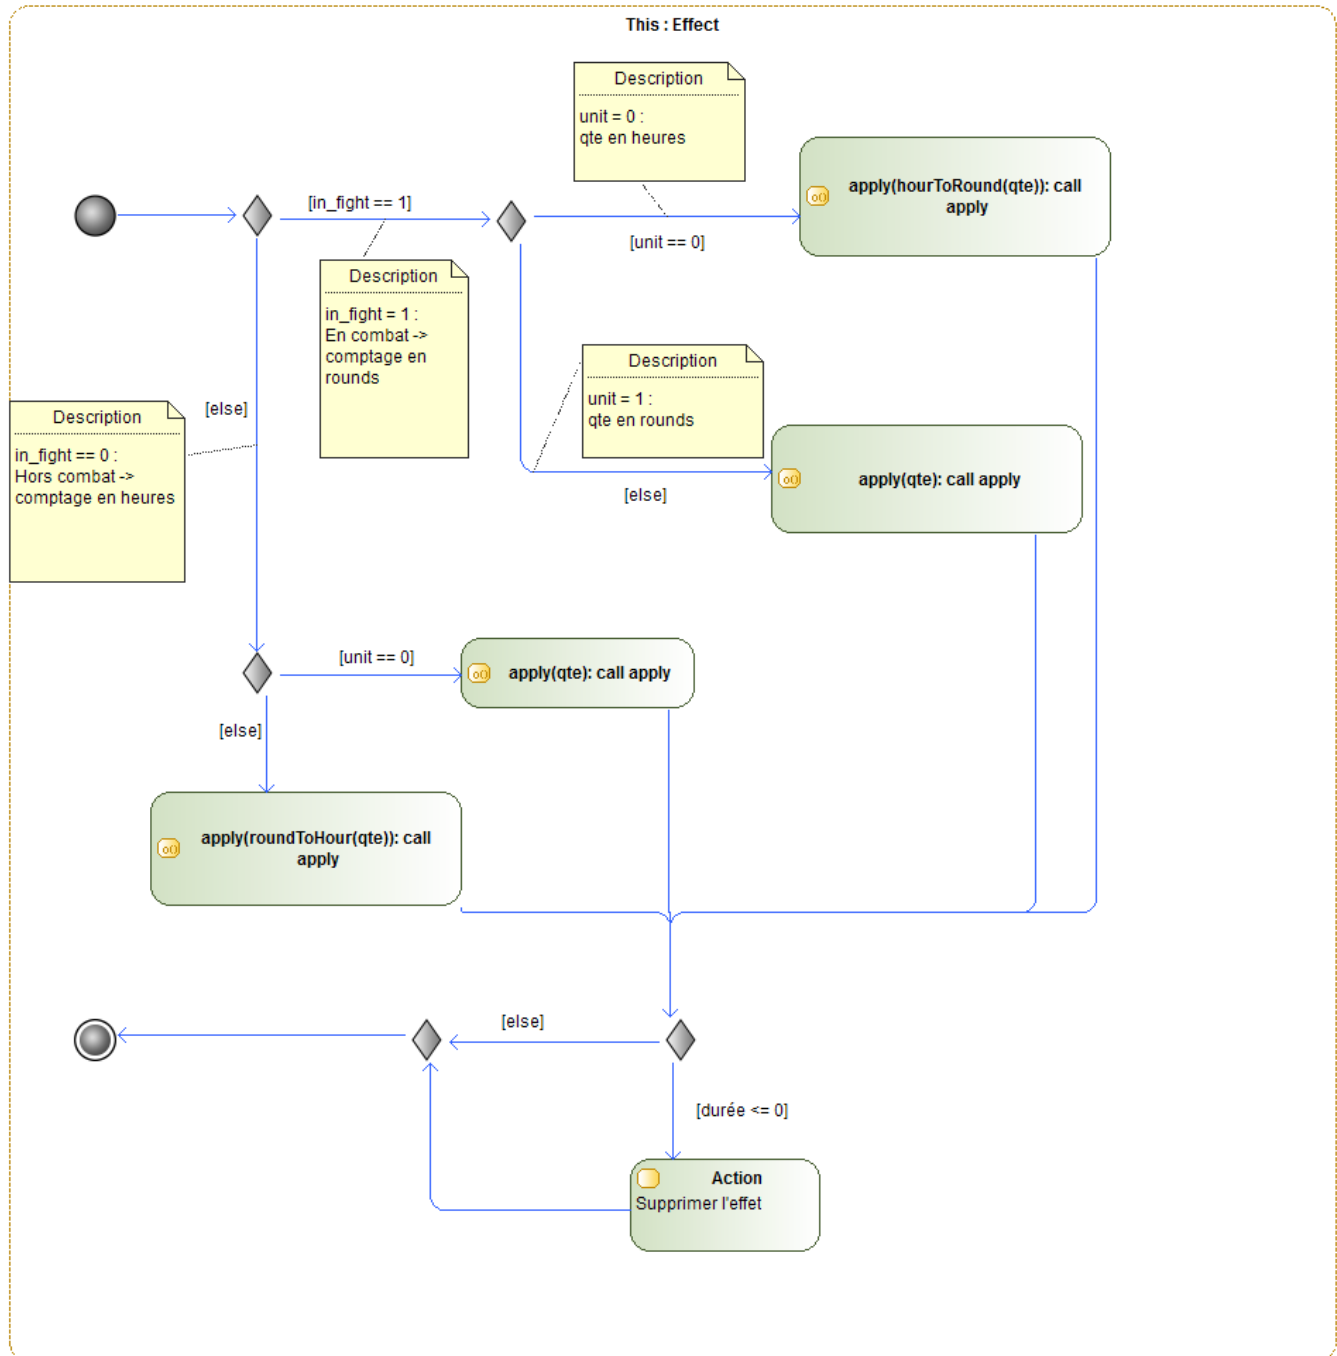 This : Effect
Description
unit = 0 :
qte en heures
apply(hourToRound(qte)): call
apply
[in_fight == 1]
[unit == 0]
Description
in_fight = 1 :
En combat ->
comptage en
rounds
Description
unit = 1 :
qte en rounds
[else]
Description
in_fight == 0 :
Hors combat ->
comptage en heures
apply(qte): call apply
[else]
[unit == 0]
apply(qte): call apply
[else]
apply(roundToHour(qte)): call
apply
[else]
[durée <= 0]
Action
Supprimer l'effet